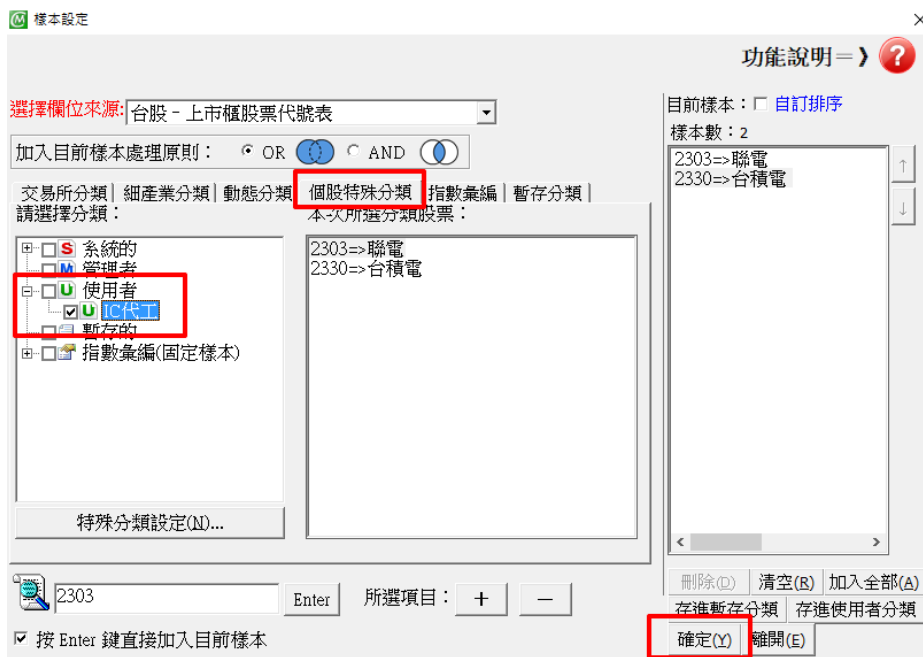 樣本設定
功能說明＝》
選擇欄位來源: 台股 - 上市櫃股票代號表
加入目前樣本處理原則： OR AND
交易所分類 細產業分類 動態分類 個股特殊分類 指數彙編 暫存分類
請選擇分類： 本次所選分類股票：
S 系統的
M 管理者
U 使用者
U IC代工
暫存的
指數彙編(固定樣本)
2303=>聯電
2330=>台積電
特殊分類設定(N)...
2303 Enter 所選項目： + －
按 Enter 鍵直接加入目前樣本
目前樣本： 自訂排序
樣本數：2
2303=>聯電
2330=>台積電
刪除(D) 清空(R) 加入全部(A)
存進暫存分類 存進使用者分類
確定(Y) 離開(E)